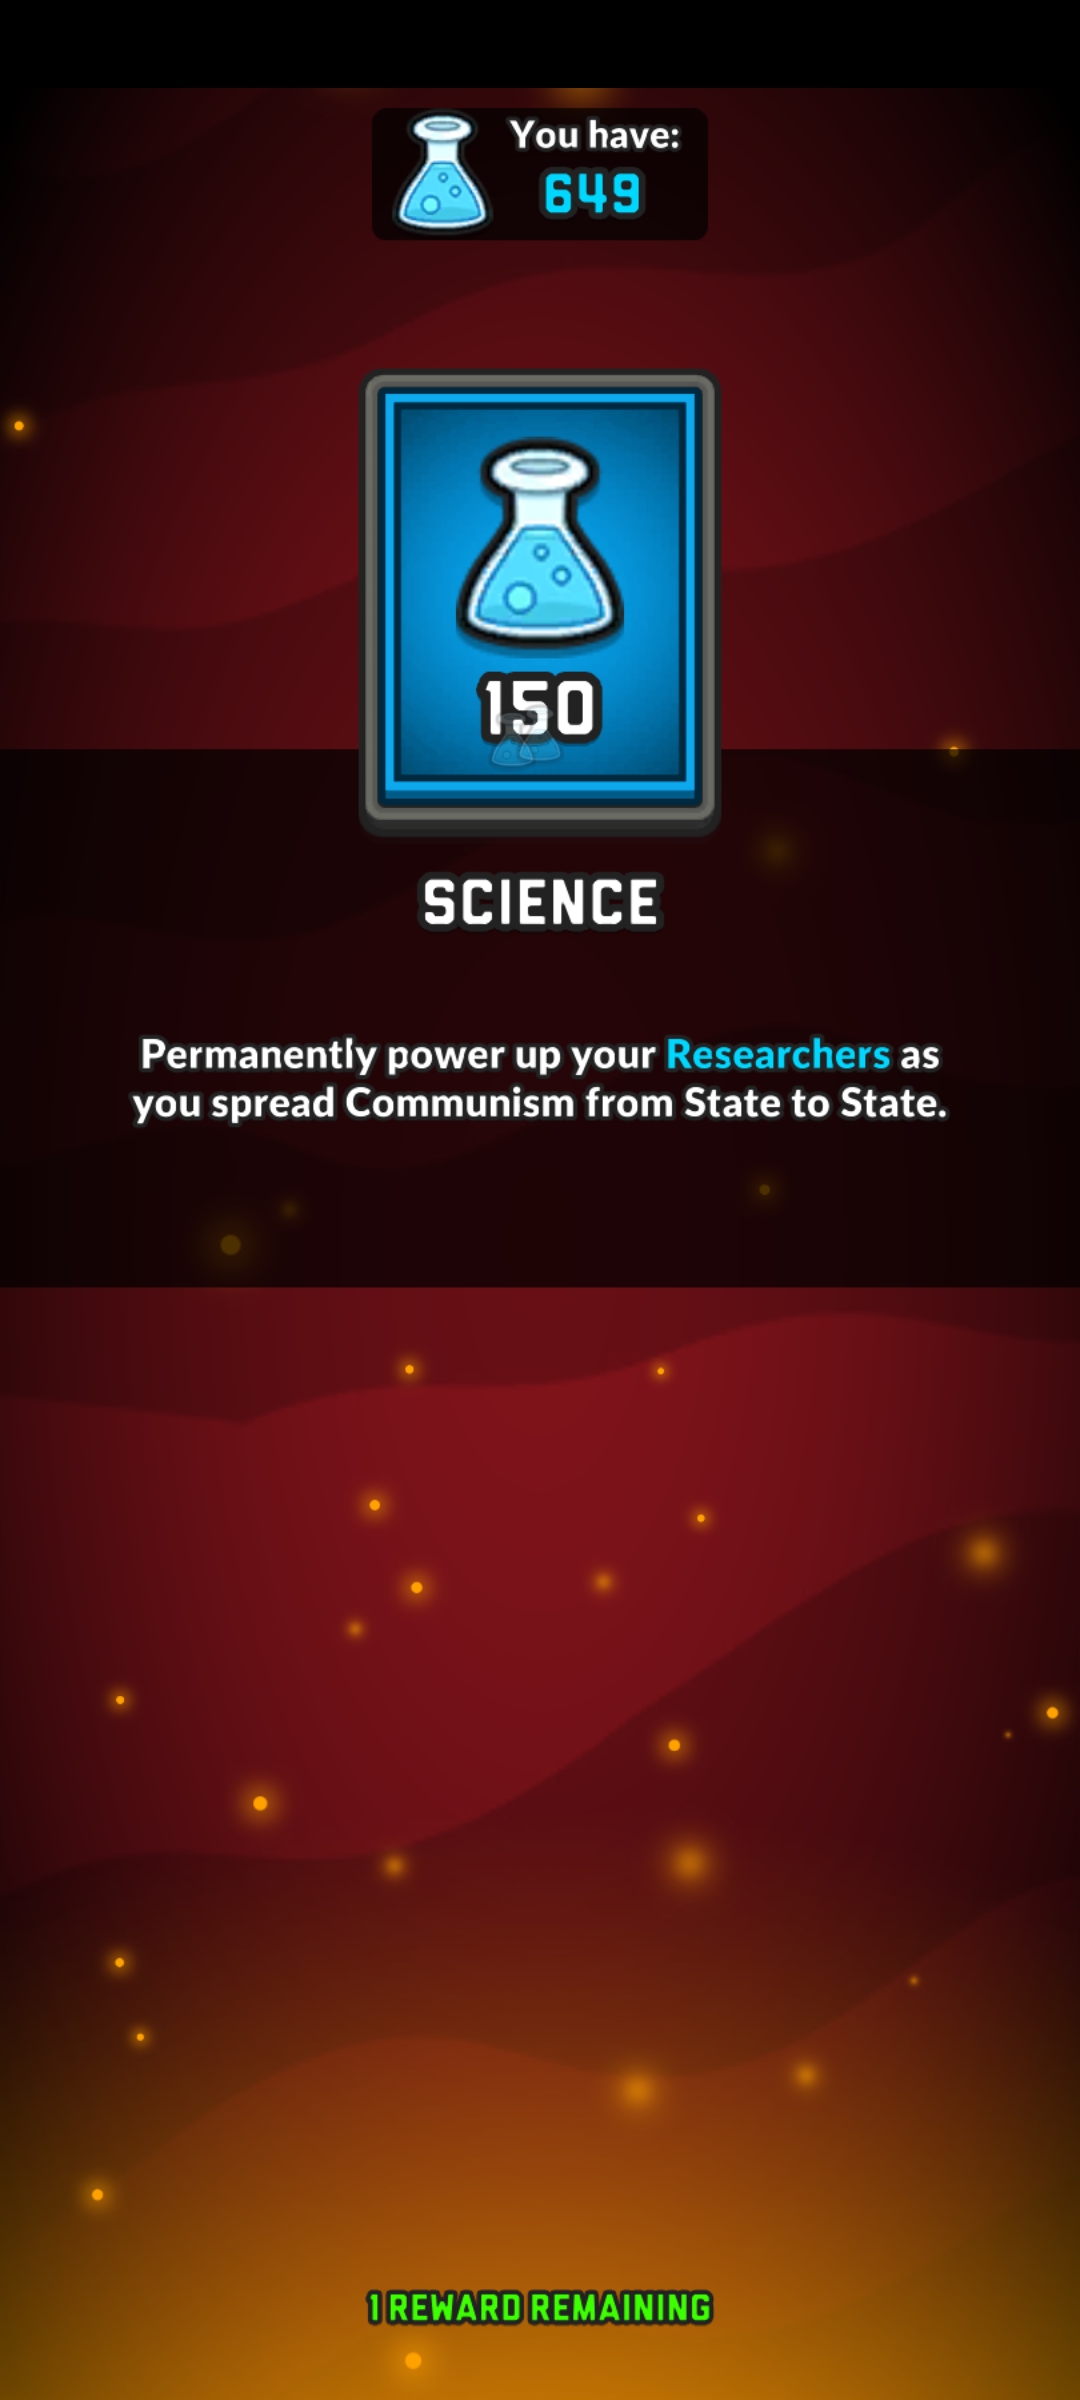 You have:
649
150
SCIENCE
Permanently power up your Researchers as
you spread Communism from State to State.
1 REWARD REMAINING